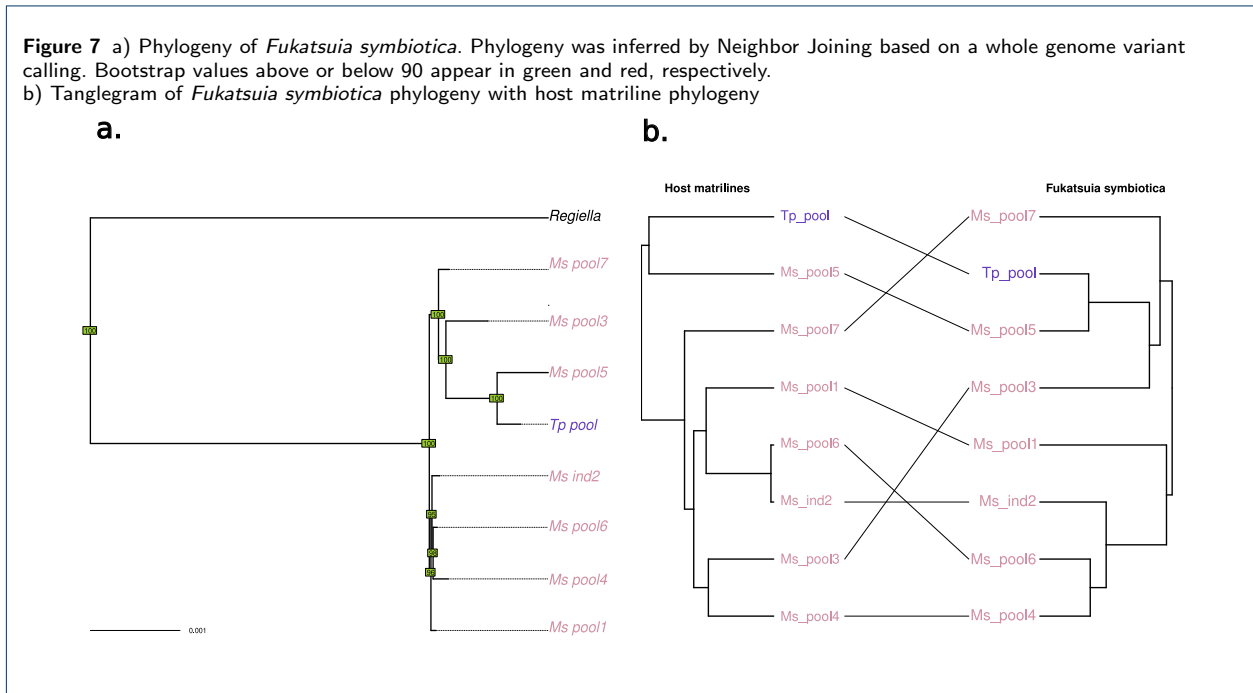 Figure 7 a) Phylogeny of Fukatsuia symbiotica. Phylogeny was inferred by Neighbor Joining based on a whole genome variant
calling. Bootstrap values above or below 90 appear in green and red, respectively.
b) Tanglegram of Fukatsuia symbiotica phylogeny with host matriline phylogeny
a.
Regiella
Ms pool7
100
Ms pool3
100
100
Ms pool5
100
Tp pool
100
Ms ind2
95
Ms pool6
Ms pool4
Ms pool1
0.001
b.
Host matrilines
Fukatsuia symbiotica
Tp_pool
Ms_pool7
Ms_pool5
Tp_pool
Ms_pool7
Ms_pool5
Ms_pool1
Ms_pool3
Ms_pool6
Ms_pool1
Ms_ind2
Ms_ind2
Ms_pool3
Ms_pool6
Ms_pool4
Ms_pool4